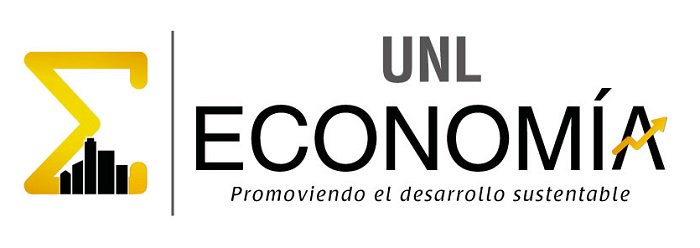 UNL
ECONOMÍA
Promoviendo el desarrollo sustentable